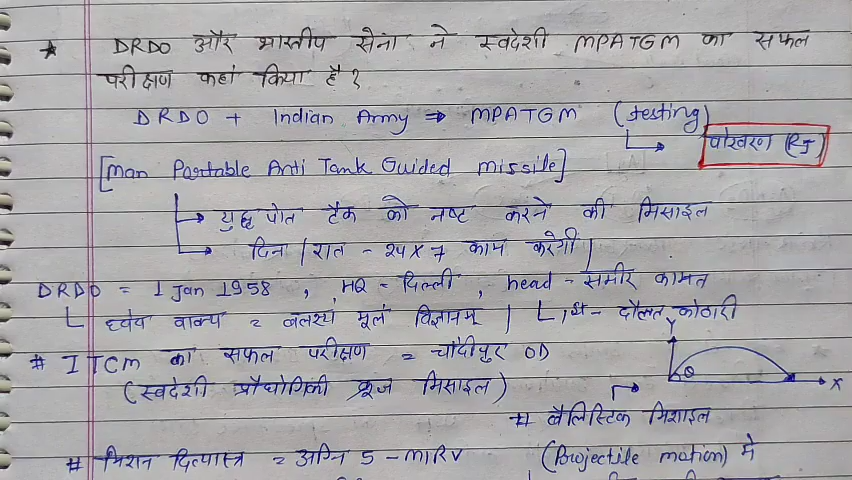 ★ DRDO और भारतीय सेना ने स्वदेशी MPATGM का सफल
परीक्षण कहां किया है?
DRDO + Indian Army ⇒ MPATGM (testing)
↳ पोखरण (RJ)
[Man Portable Anti Tank Guided missile]
→ युद्ध पोत टैंक को नष्ट करने की मिसाइल
→ दिन / रात - 24 x 7 काम करेगी |
DRDO = 1 Jan 1958, HQ - दिल्ली, head - समीर कामत
ध्येय वाक्य = बलस्य मूलं विज्ञानम् | 1st - दौलत कोठारी
# ITCM का सफल परीक्षण = चांदीपुर OD
(स्वदेशी प्रौद्योगिकी क्रूज मिसाइल)
Y
θ
X
# बैलिस्टिक मिसाइल
# मिशन दिव्यास्त्र = अग्नि 5 - MIRV
(Projectile motion) मे